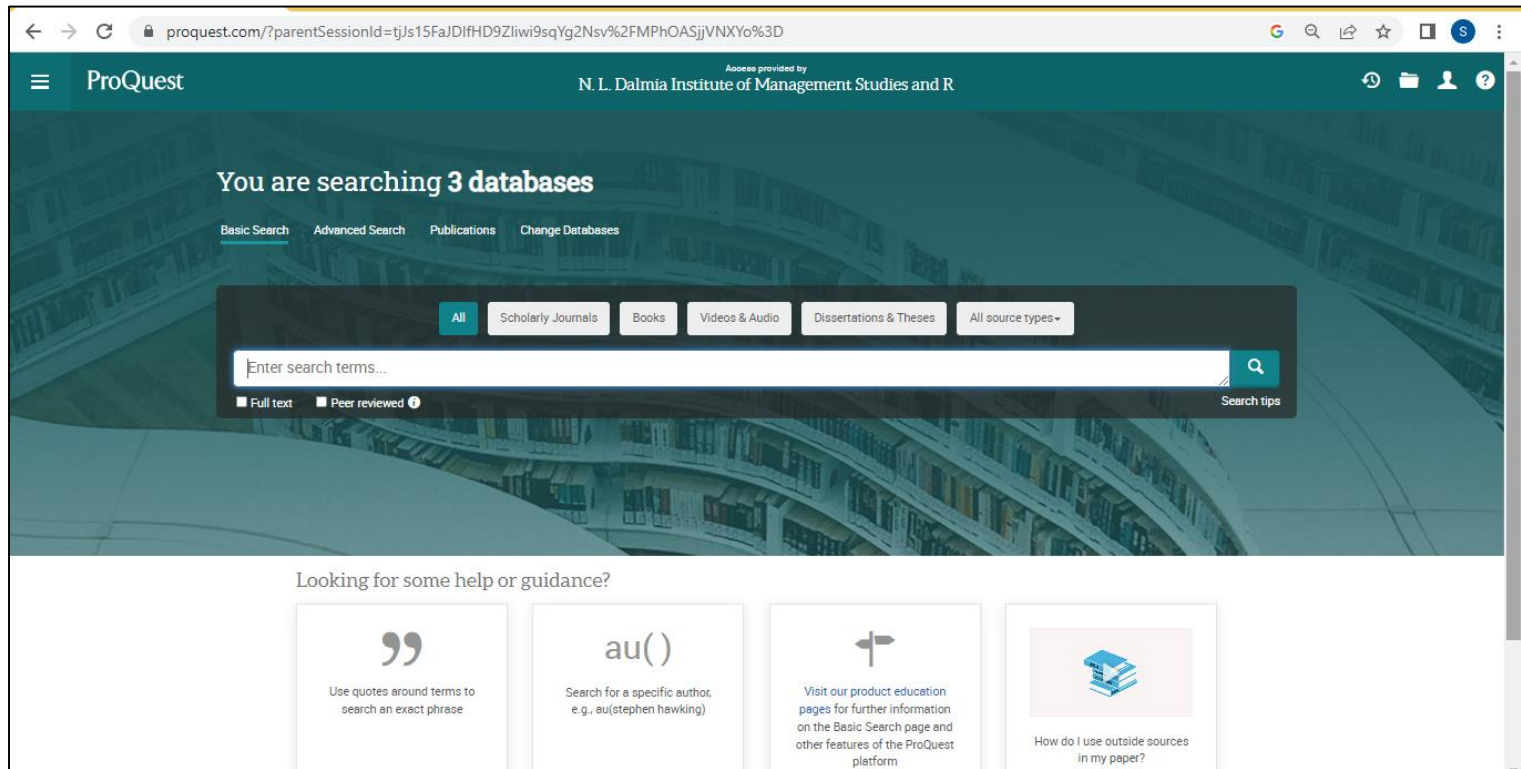 proquest.com/?parentSessionId=tjJs15FaJDlfHD9Zliwi9sqYg2Nsv%2FMPhOASjjVNXYo%3D
G
S
ProQuest
Access provided by
N. L. Dalmia Institute of Management Studies and R
You are searching 3 databases
Basic Search Advanced Search Publications Change Databases
All Scholarly Journals Books Videos & Audio Dissertations & Theses All source types
Enter search terms...
Full text Peer reviewed
Search tips
Looking for some help or guidance?
”
Use quotes around terms to
search an exact phrase
au( )
Search for a specific author,
e.g., au(stephen hawking)
Visit our product education
pages for further information
on the Basic Search page and
other features of the ProQuest
platform
How do I use outside sources
in my paper?